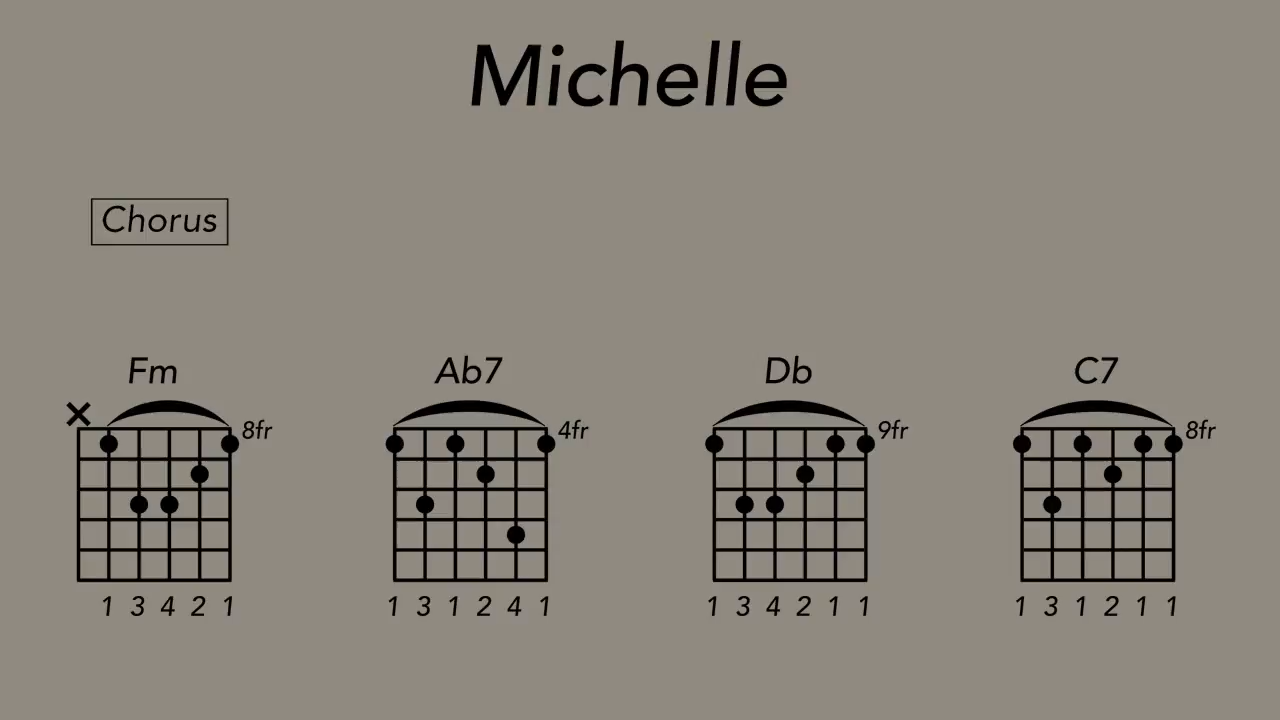 Michelle
Chorus
Fm Ab7 Db C7
× 8fr 4fr 9fr 8fr
1 3 4 2 1 1 3 1 2 4 1 1 3 4 2 1 1 1 3 1 2 1 1